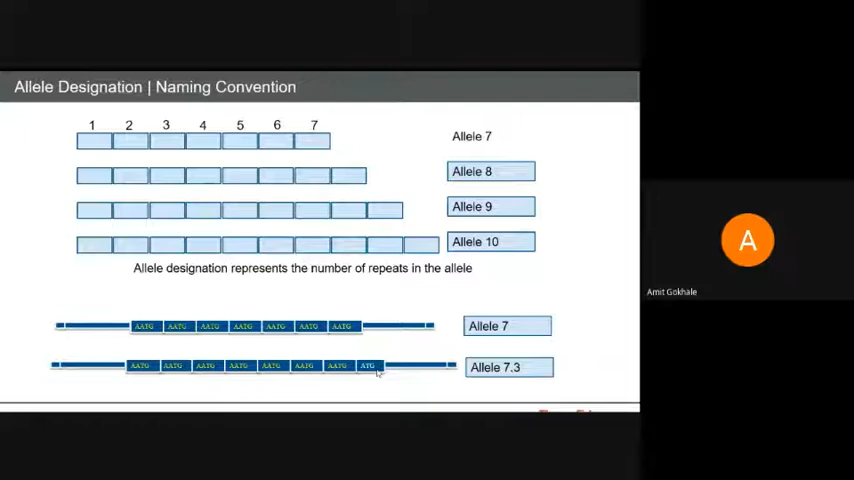 Allele Designation | Naming Convention
1 2 3 4 5 6 7
Allele 7
Allele 8
Allele 9
Allele 10
Allele designation represents the number of repeats in the allele
AATG AATG AATG AATG AATG AATG AATG
Allele 7
AATG AATG AATG AATG AATG AATG AATG ATG
Allele 7.3
A
Amit Gokhale